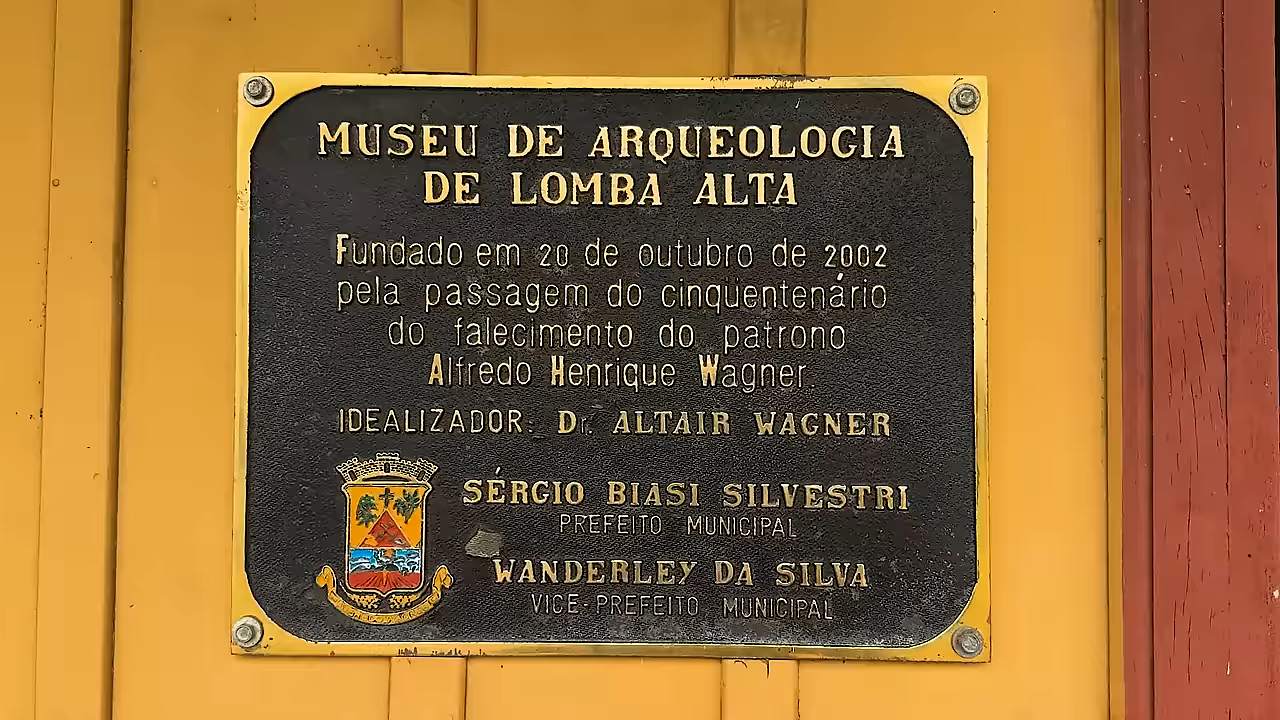 MUSEU DE ARQUEOLOGIA
DE LOMBA ALTA
Fundado em 20 de outubro de 2002
pela passagem do cinqüentenário
do falecimento do patrono
Alfredo Henrique Wagner.
IDEALIZADOR: Dr. ALTAIR WAGNER
SÉRGIO BIASI SILVESTRI
PREFEITO MUNICIPAL
WANDERLEY DA SILVA
VICE-PREFEITO MUNICIPAL